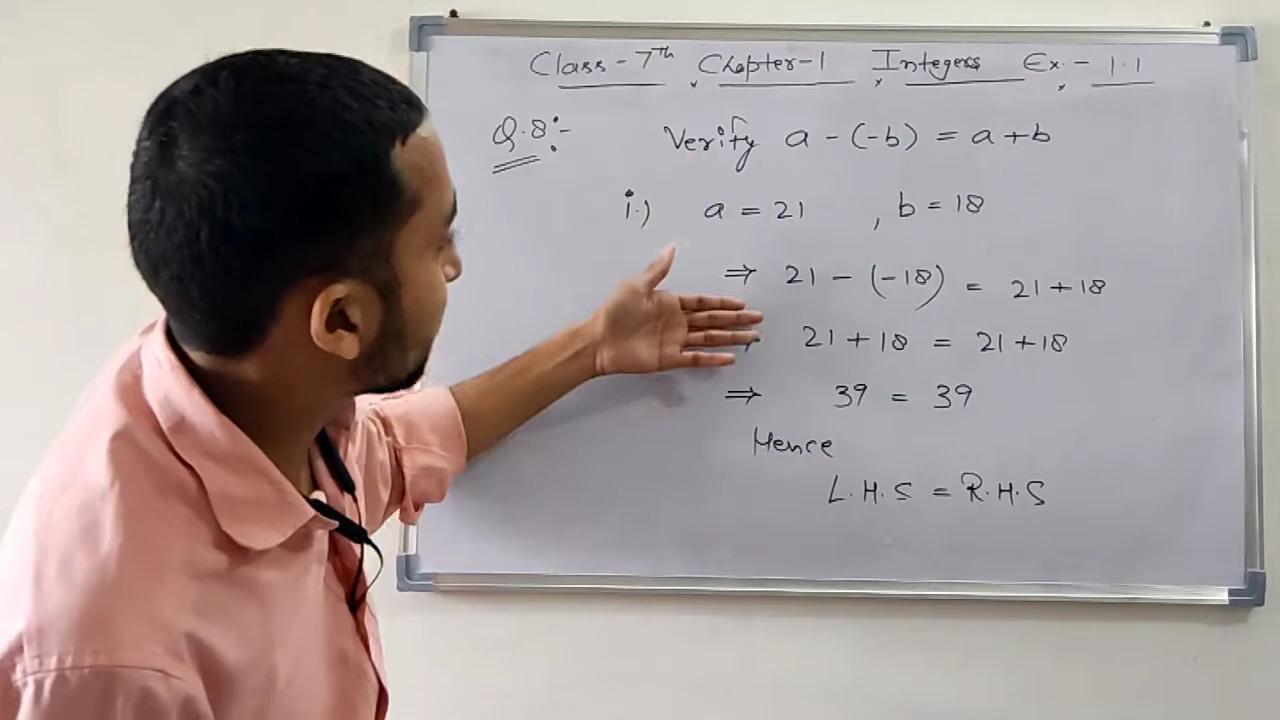 Class - 7th Chapter-1 Integers Ex.- 1.1
Q.8:- Verify a - (-b) = a + b
i.) a = 21 , b = 18
⇒ 21 - (-18) = 21 + 18
21 + 18 = 21 + 18
⇒ 39 = 39
Hence
L.H.S = R.H.S